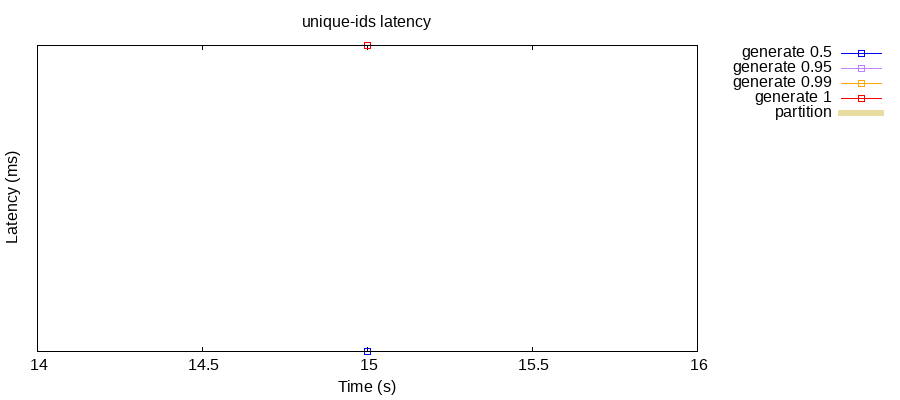 unique-ids latency
generate 0.5
generate 0.95
generate 0.99
generate 1
partition
Latency (ms)
14 14.5 15 15.5 16
Time (s)